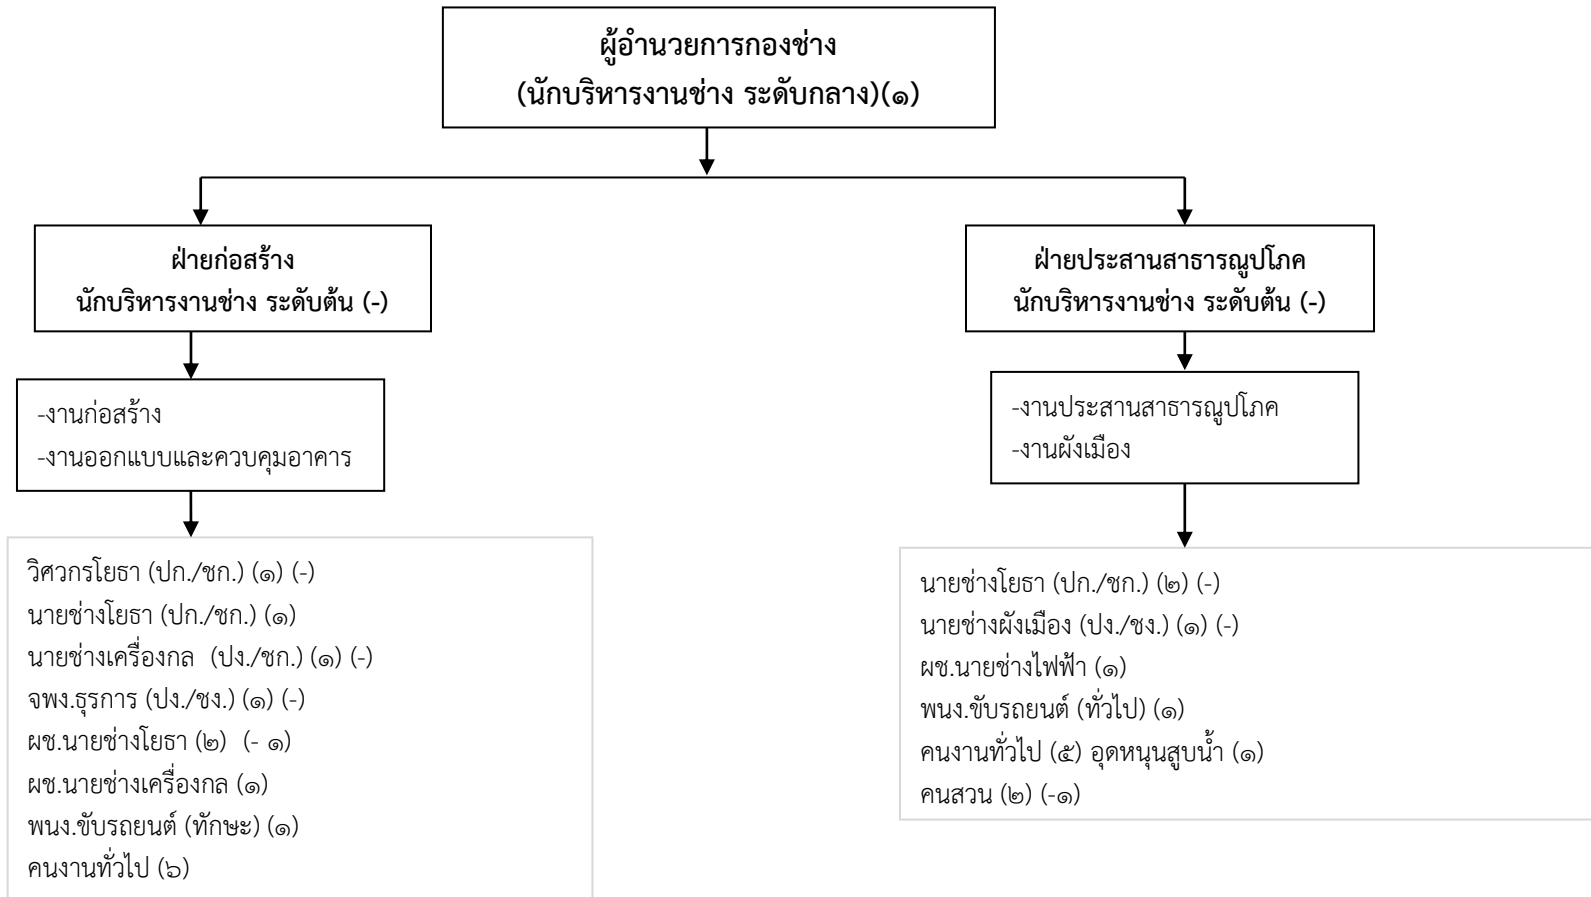 ผู้อำนวยการกองช่าง
(นักบริหารงานช่าง ระดับกลาง)(๑)
ฝ่ายก่อสร้าง
นักบริหารงานช่าง ระดับต้น (-)
-งานก่อสร้าง
-งานออกแบบและควบคุมอาคาร
วิศวกรโยธา (ปก./ชก.) (๑) (-)
นายช่างโยธา (ปก./ชก.) (๑)
นายช่างเครื่องกล (ปง./ชก.) (๑) (-)
จพง.ธุรการ (ปง./ชง.) (๑) (-)
ผช.นายช่างโยธา (๒) (- ๑)
ผช.นายช่างเครื่องกล (๑)
พนง.ขับรถยนต์ (ทักษะ) (๑)
คนงานทั่วไป (๖)
ฝ่ายประสานสาธารณูปโภค
นักบริหารงานช่าง ระดับต้น (-)
-งานประสานสาธารณูปโภค
-งานผังเมือง
นายช่างโยธา (ปก./ชก.) (๒) (-)
นายช่างผังเมือง (ปง./ชง.) (๑) (-)
ผช.นายช่างไฟฟ้า (๑)
พนง.ขับรถยนต์ (ทั่วไป) (๑)
คนงานทั่วไป (๕) อุดหนุนสูบน้ำ (๑)
คนสวน (๒) (-๑)